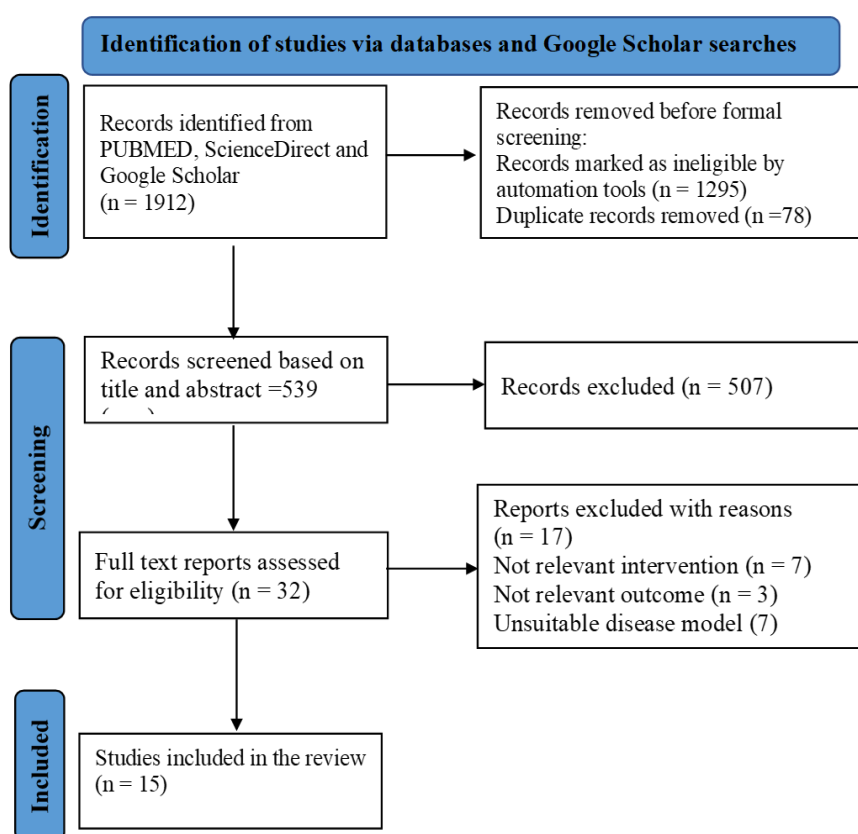 Identification of studies via databases and Google Scholar searches
Identification
Records identified from
PUBMED, ScienceDirect and
Google Scholar
(n = 1912)
Records removed before formal
screening:
Records marked as ineligible by
automation tools (n = 1295)
Duplicate records removed (n =78)
Screening
Records screened based on
title and abstract =539
Records excluded (n = 507)
Full text reports assessed
for eligibility (n = 32)
Reports excluded with reasons
(n = 17)
Not relevant intervention (n = 7)
Not relevant outcome (n = 3)
Unsuitable disease model (7)
Included
Studies included in the review
(n = 15)